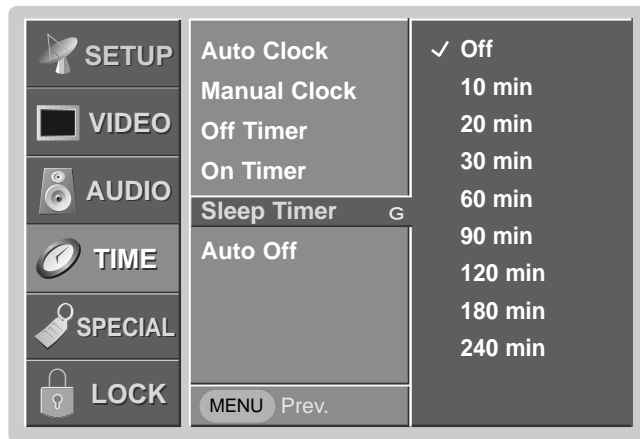 SETUP
VIDEO
AUDIO
TIME
SPECIAL
LOCK
Auto Clock
Manual Clock
Off Timer
On Timer
Sleep Timer G
Auto Off
MENU Prev.
✓ Off
10 min
20 min
30 min
60 min
90 min
120 min
180 min
240 min